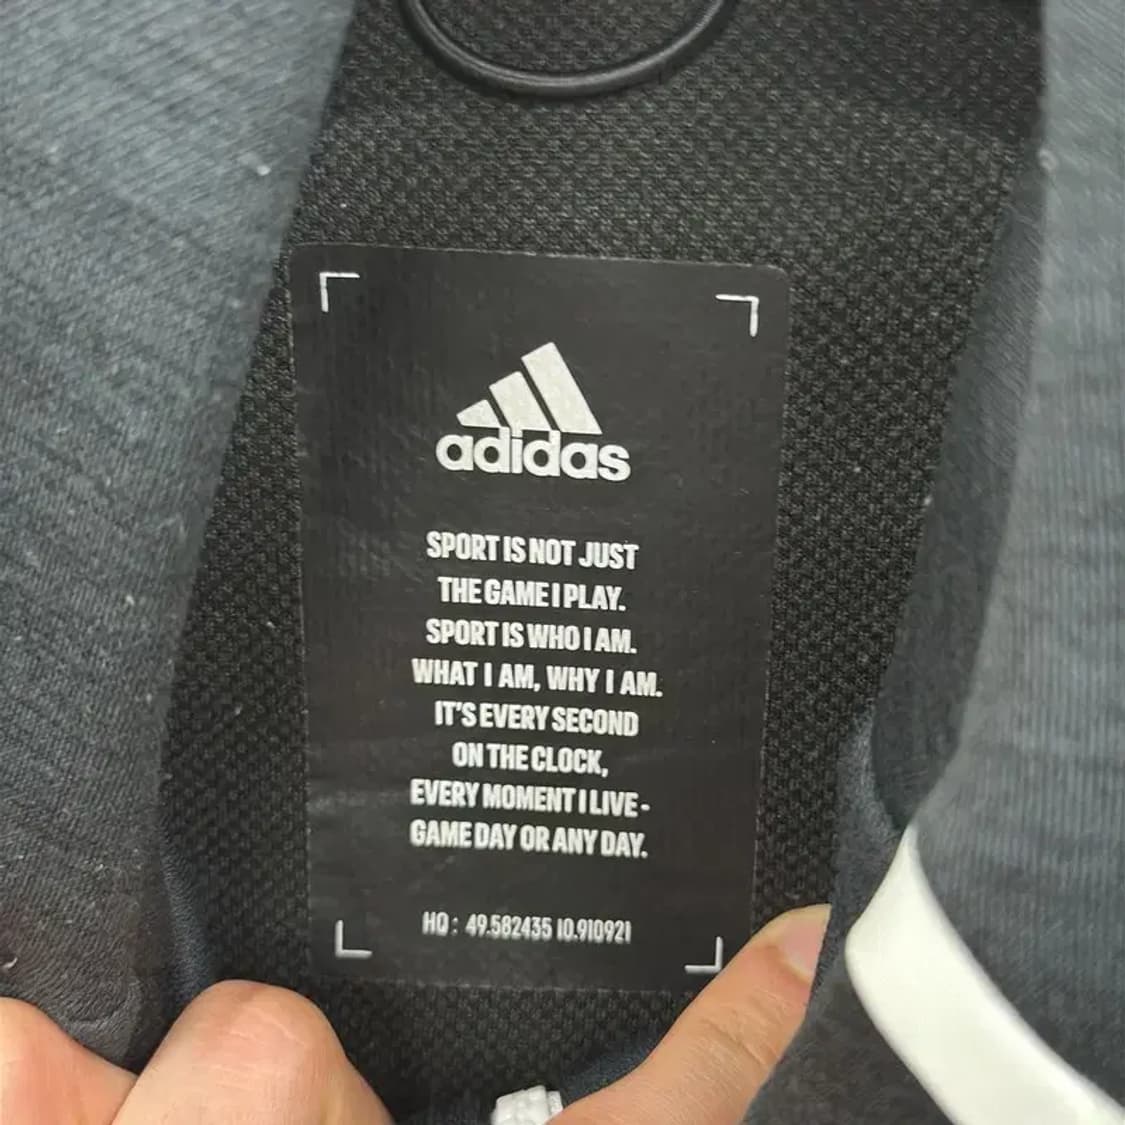 adidas
SPORT IS NOT JUST
THE GAME I PLAY.
SPORT IS WHO I AM.
WHAT I AM, WHY I AM.
IT'S EVERY SECOND
ON THE CLOCK,
EVERY MOMENT I LIVE-
GAME DAY OR ANY DAY.
HQ: 49.582435 10.910921